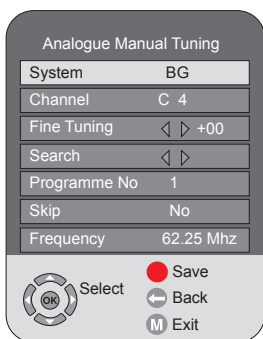 Analogue Manual Tuning
System BG
Channel C 4
Fine Tuning +00
Search
Programme No 1
Skip No
Frequency 62.25 Mhz
Save
OK Select
Back
M Exit